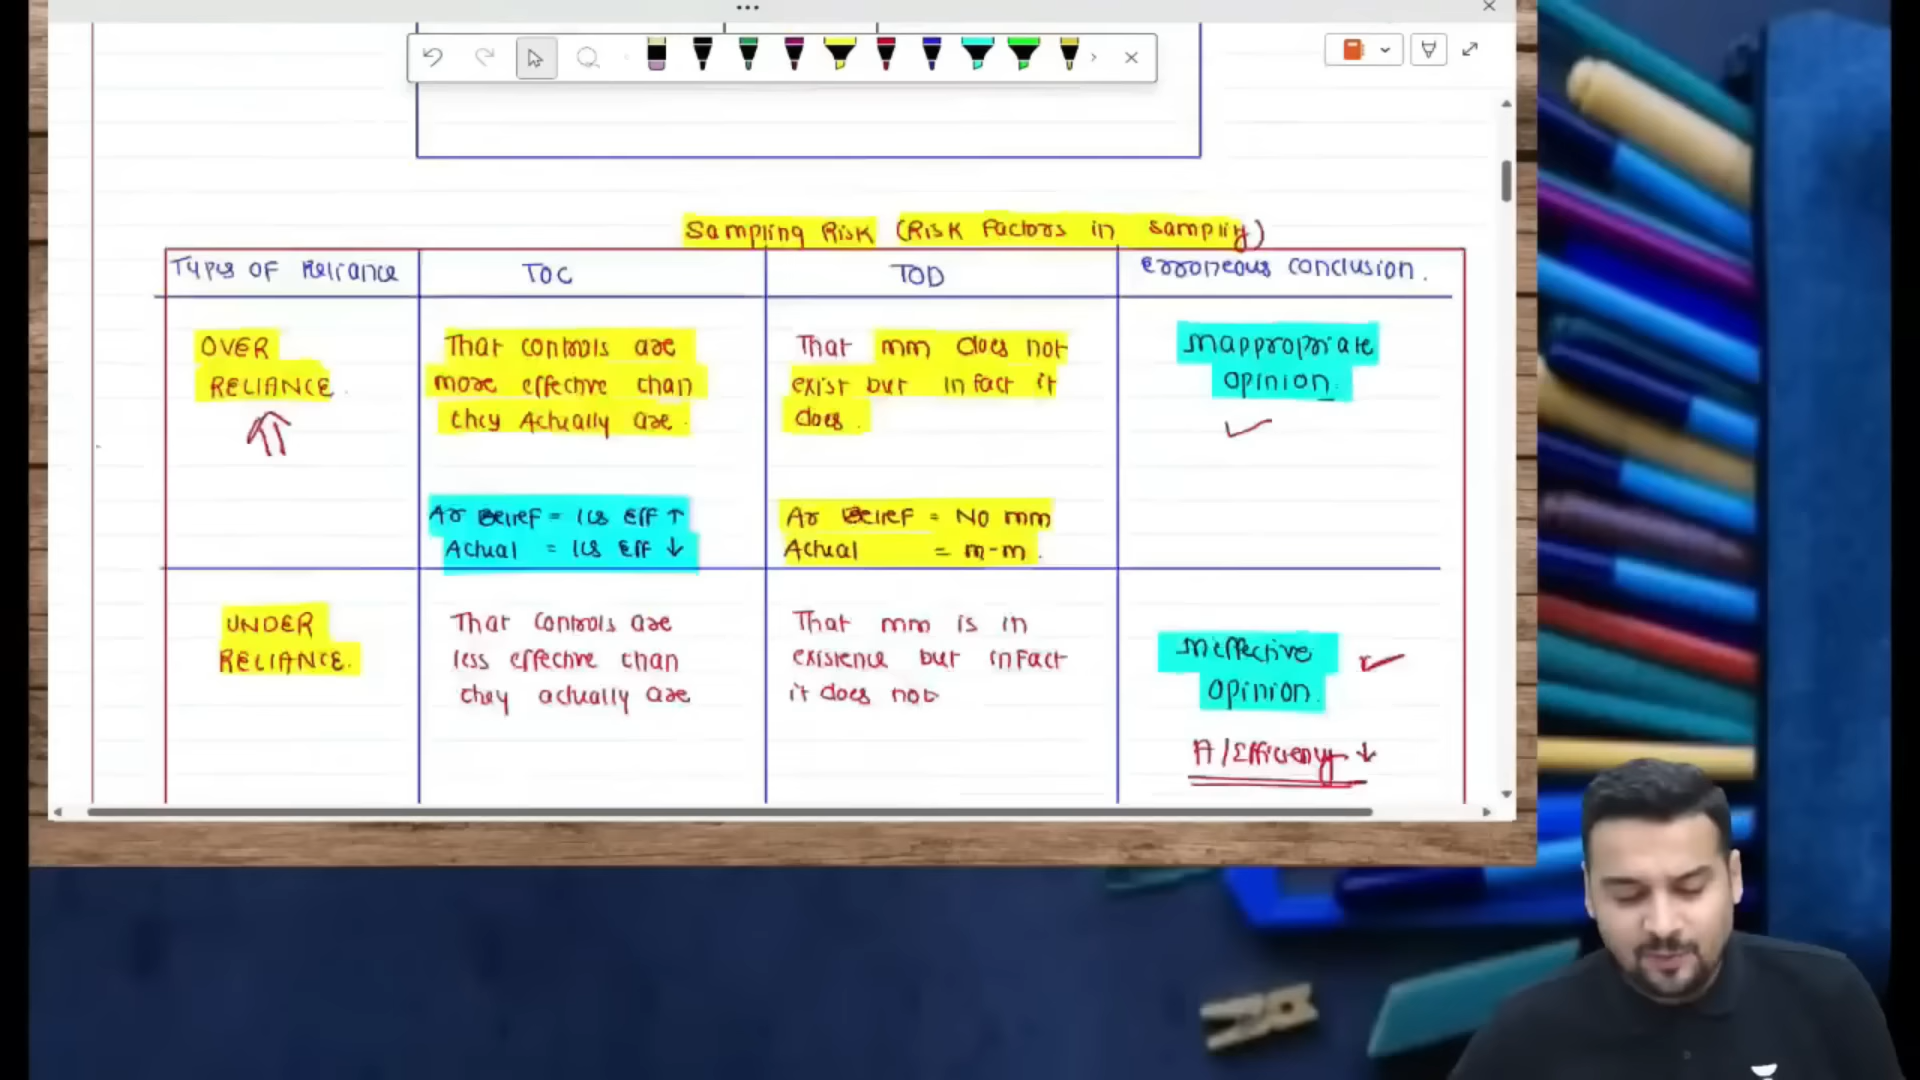 Sampling Risk (Risk Factors in sampling)
Types of Reliance
TOC
TOD
erroneous conclusion.
OVER
RELIANCE.
That controls are
more effective than
they Actually are.
That mm does not
exist but in fact it
does.
Inappropriate
opinion.
Ar Belief = ICs Eff ↑
Actual = ICs Eff ↓
Ar Belief = NO mm
Actual = m-m.
UNDER
RELIANCE.
That controls are
less effective than
they actually are
That mm is in
existence but infact
it does not
Ineffective
opinion.
A/Efficiency ↓